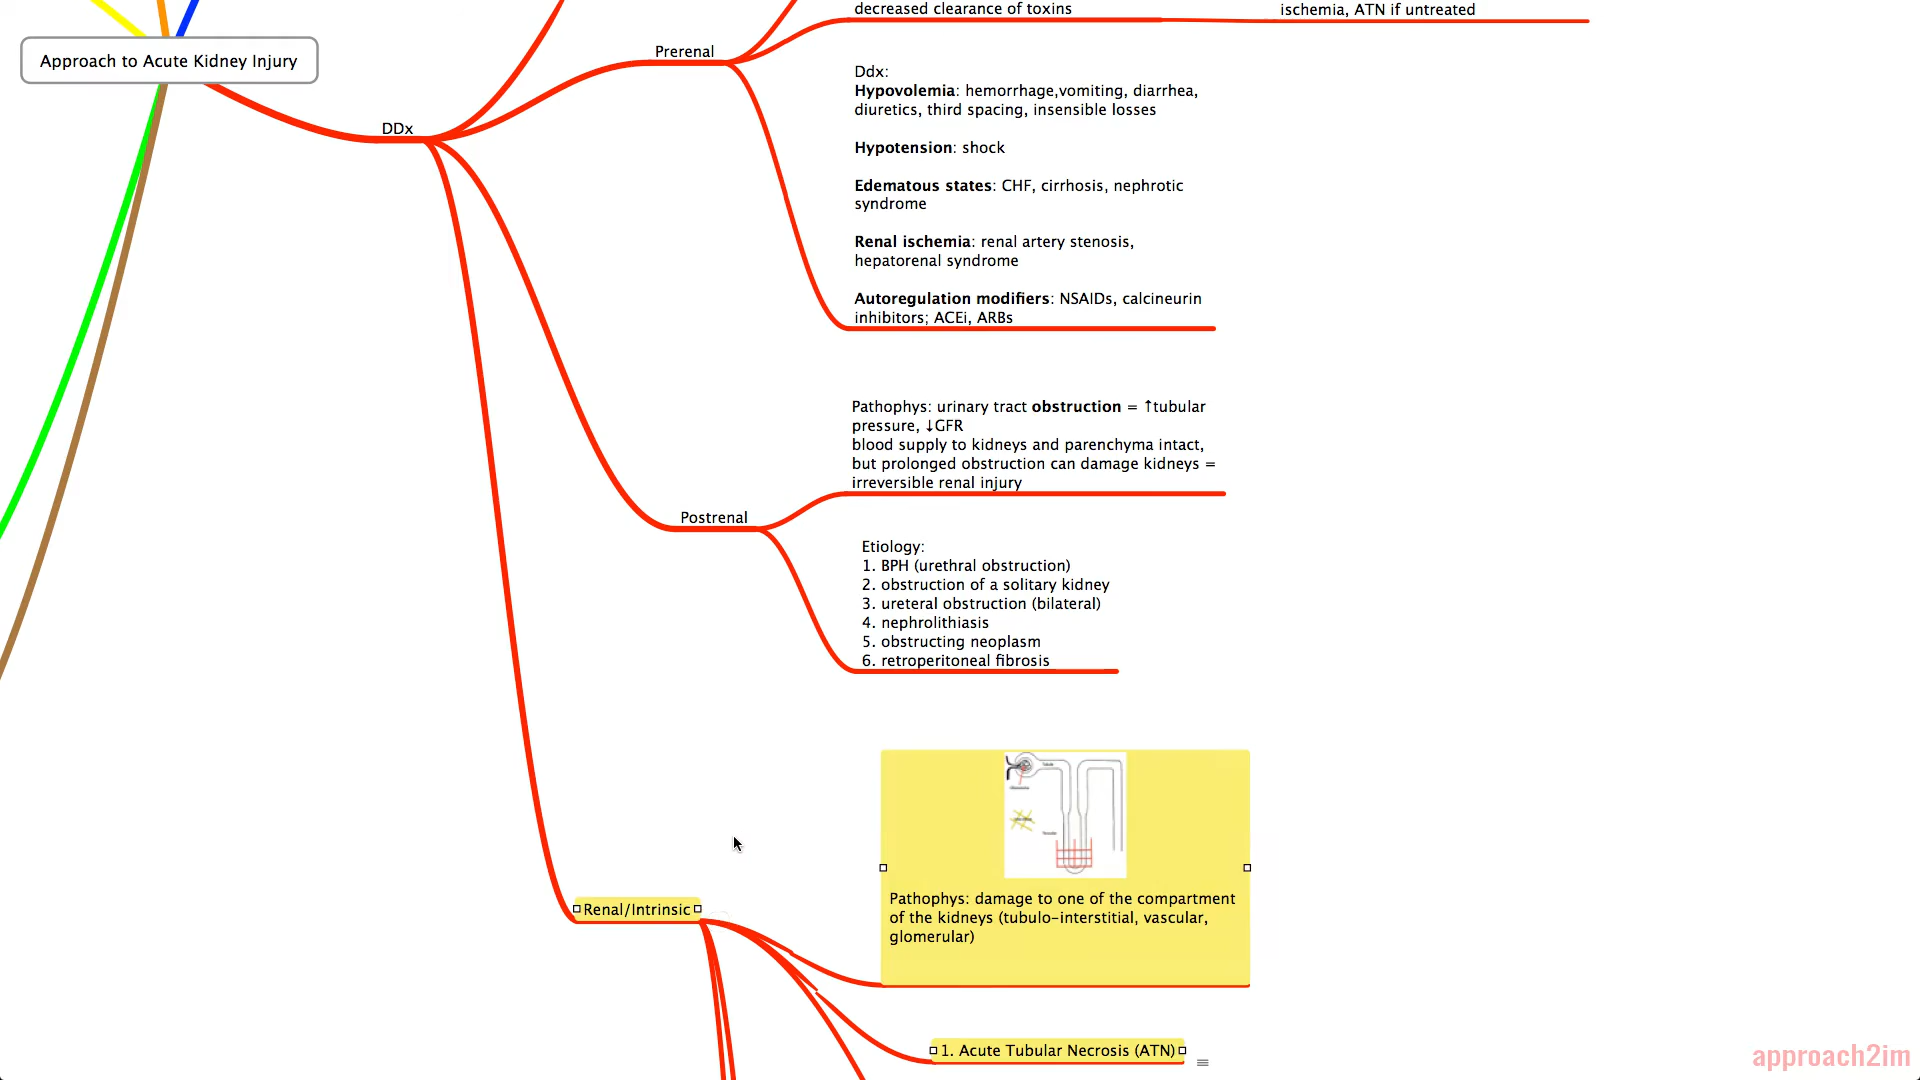 decreased clearance of toxins
ischemia, ATN if untreated
Approach to Acute Kidney Injury
Prerenal
DDx
Ddx:
Hypovolemia: hemorrhage,vomiting, diarrhea,
diuretics, third spacing, insensible losses
Hypotension: shock
Edematous states: CHF, cirrhosis, nephrotic
syndrome
Renal ischemia: renal artery stenosis,
hepatorenal syndrome
Autoregulation modifiers: NSAIDs, calcineurin
inhibitors; ACEi, ARBs
Pathophys: urinary tract obstruction = ↑tubular
pressure, ↓GFR
blood supply to kidneys and parenchyma intact,
but prolonged obstruction can damage kidneys =
irreversible renal injury
Postrenal
Etiology:
1. BPH (urethral obstruction)
2. obstruction of a solitary kidney
3. ureteral obstruction (bilateral)
4. nephrolithiasis
5. obstructing neoplasm
6. retroperitoneal fibrosis
Pathophys: damage to one of the compartment
of the kidneys (tubulo-interstitial, vascular,
glomerular)
Renal/Intrinsic
1. Acute Tubular Necrosis (ATN)
approach2im